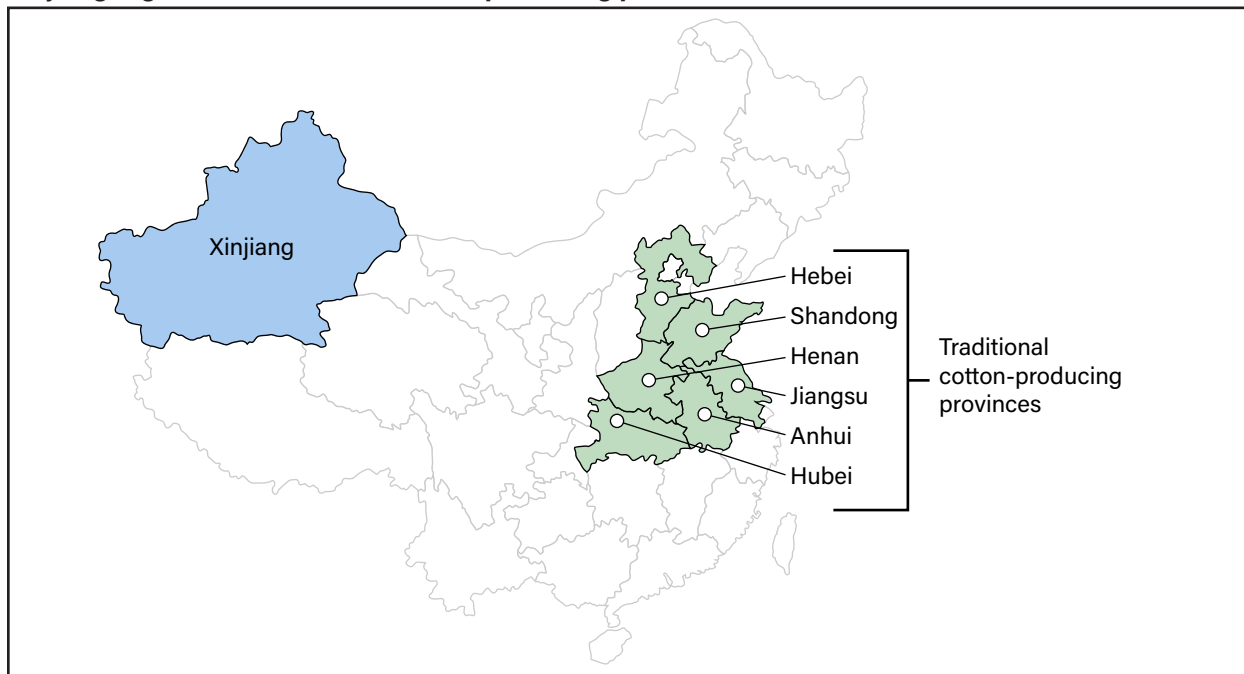 Xinjiang
Hebei
Shandong
Henan
Jiangsu
Anhui
Hubei
Traditional
cotton-producing
provinces